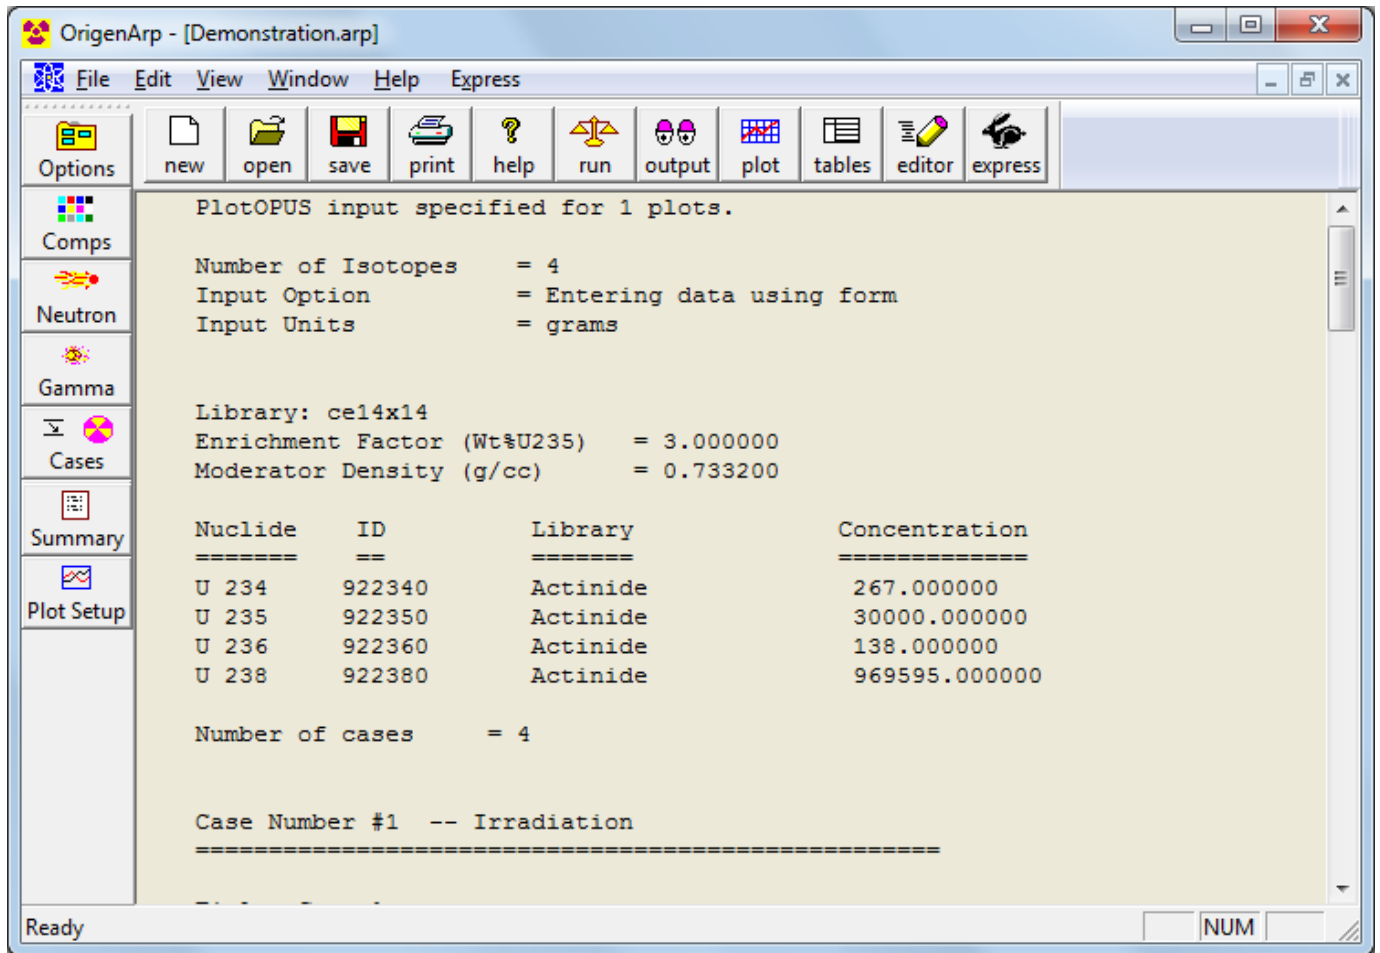 OrigenArp - [Demonstration.arp]
File Edit View Window Help Express
Options
new open save print help run output plot tables editor express
Comps
Neutron
Gamma
Cases
Summary
Plot Setup
PlotOPUS input specified for 1 plots.
Number of Isotopes = 4
Input Option = Entering data using form
Input Units = grams
Library: ce14x14
Enrichment Factor (Wt%U235) = 3.000000
Moderator Density (g/cc) = 0.733200
Nuclide ID Library Concentration
======= == ======= =============
U 234 922340 Actinide 267.000000
U 235 922350 Actinide 30000.000000
U 236 922360 Actinide 138.000000
U 238 922380 Actinide 969595.000000
Number of cases = 4
Case Number #1 -- Irradiation
===================================================
Ready NUM